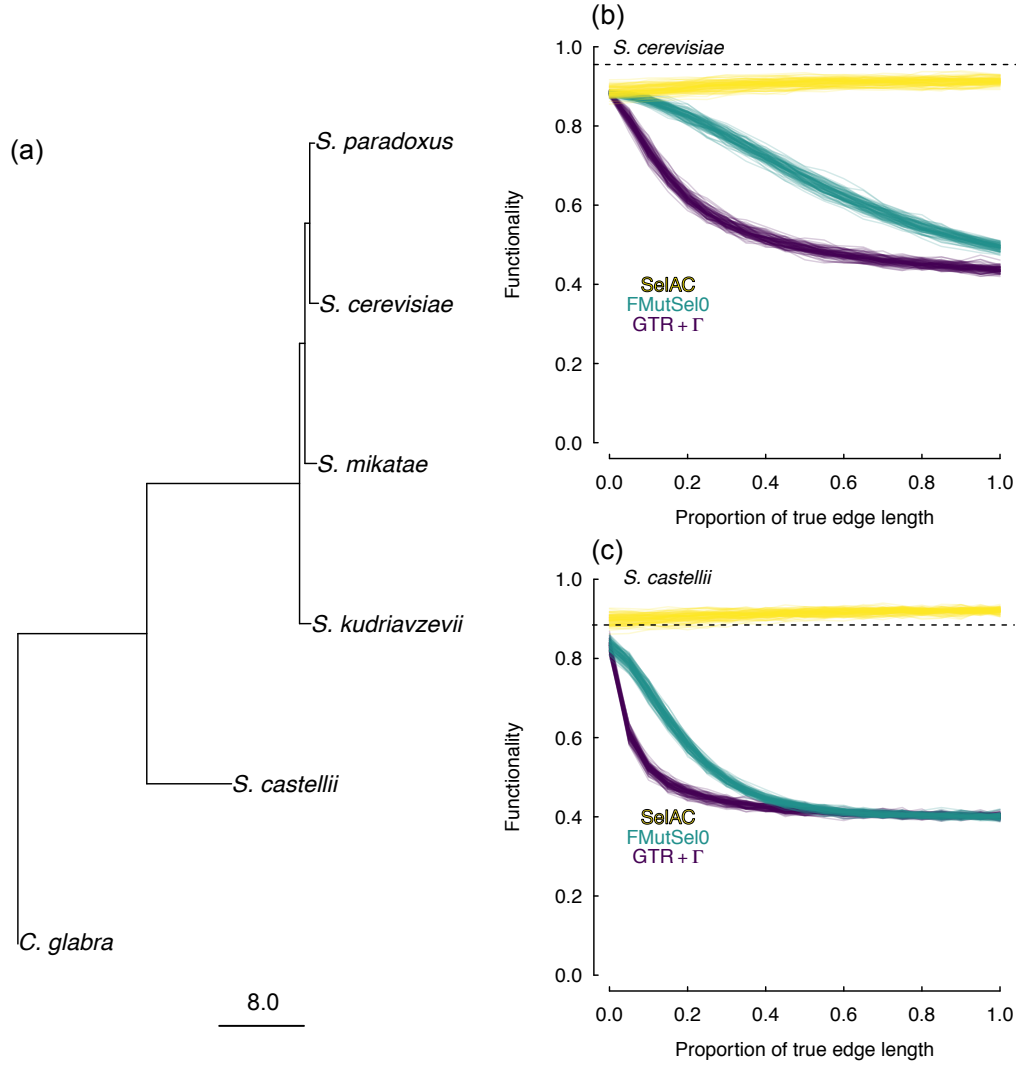 (a)
S. paradoxus
S. cerevisiae
S. mikatae
S. kudriavzevii
S. castellii
C. glabra
8.0
(b)
S. cerevisiae
1.0
0.8
0.6
0.4
0.2
0.0
Functionality
SelAC
FMutSel0
GTR + Γ
0.0 0.2 0.4 0.6 0.8 1.0
Proportion of true edge length
(c)
S. castellii
1.0
0.8
0.6
0.4
0.2
0.0
Functionality
SelAC
FMutSel0
GTR + Γ
0.0 0.2 0.4 0.6 0.8 1.0
Proportion of true edge length